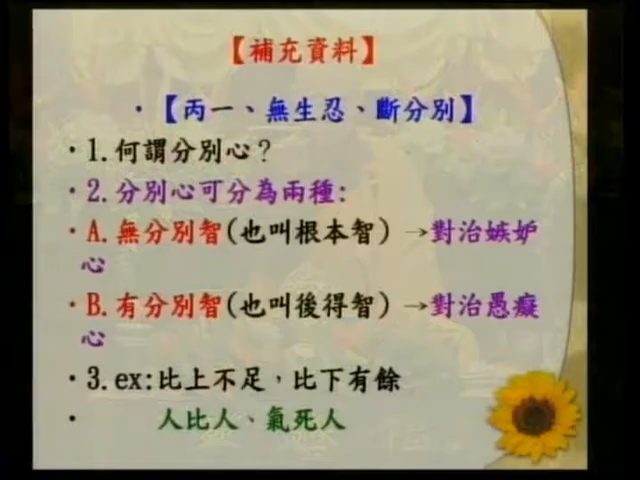 【補充資料】
·【丙一、無生忍、斷分別】
·1.何謂分別心?
·2.分別心可分為兩種:
·A.無分別智(也叫根本智)→對治嫉妒
心
·B.有分別智(也叫後得智)→對治愚癡
心
·3.ex:比上不足,比下有餘
· 人比人、氣死人